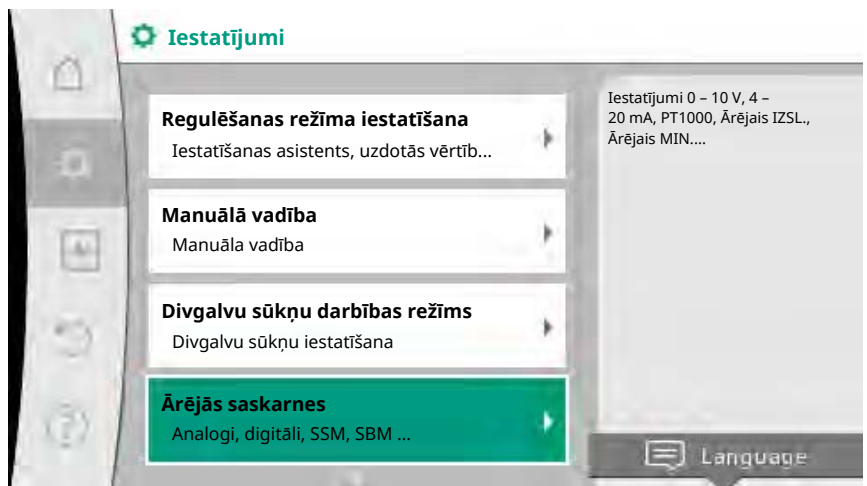 Iestatījumi
Regulēšanas režīma iestatīšana
Iestatīšanas asistents, uzdotās vērtīb...
Manuālā vadība
Manuāla vadība
Divgalvu sūkņu darbības režīms
Divgalvu sūkņu iestatīšana
Ārējās saskarnes
Analogi, digitāli, SSM, SBM ...
Iestatījumi 0 – 10 V, 4 –
20 mA, PT1000, Ārējais IZSL.,
Ārējais MIN....
Language